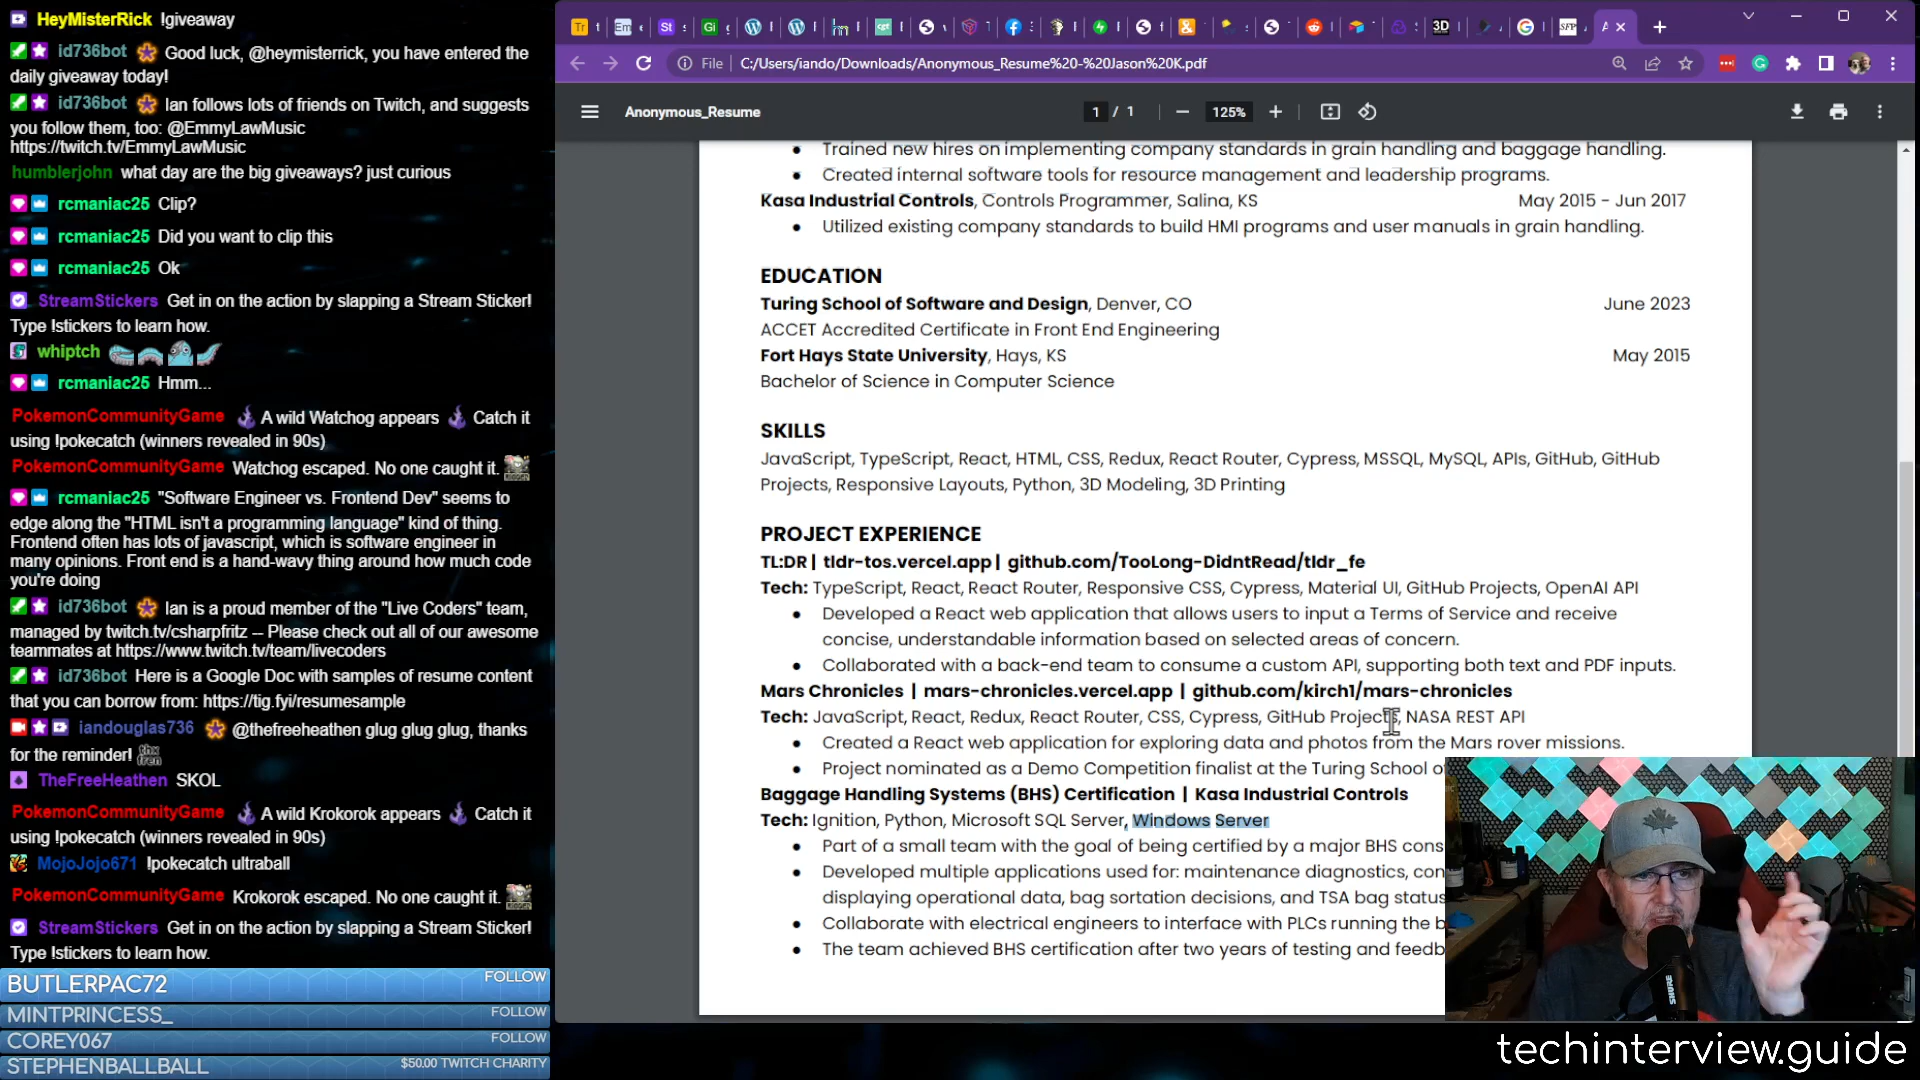 HeyMisterRick !giveaway
id736bot Good luck, @heymisterrick, you have entered the
daily giveaway today!
id736bot Ian follows lots of friends on Twitch, and suggests
you follow them, too: @EmmyLawMusic
https://twitch.tv/EmmyLawMusic
humblerjohn what day are the big giveaways? just curious
rcmaniac25 Clip?
rcmaniac25 Did you want to clip this
rcmaniac25 Ok
StreamStickers Get in on the action by slapping a Stream Sticker!
Type !stickers to learn how.
whiptch
rcmaniac25 Hmm...
PokemonCommunityGame A wild Watchog appears Catch it
using !pokecatch (winners revealed in 90s)
PokemonCommunityGame Watchog escaped. No one caught it.
rcmaniac25 "Software Engineer vs. Frontend Dev" seems to
edge along the "HTML isn't a programming language" kind of thing.
Frontend often has lots of javascript, which is software engineer in
many opinions. Front end is a hand-wavy thing around how much code
you're doing
id736bot Ian is a proud member of the "Live Coders" team,
managed by twitch.tv/csharpfritz -- Please check out all of our awesome
teammates at https://www.twitch.tv/team/livecoders
id736bot Here is a Google Doc with samples of resume content
that you can borrow from: https://tig.fyi/resumesample
iandouglas736 @thefreeheathen glug glug glug, thanks
for the reminder!
TheFreeHeathen SKOL
PokemonCommunityGame A wild Krokorok appears Catch it
using !pokecatch (winners revealed in 90s)
MojoJojo671 !pokecatch ultraball
PokemonCommunityGame Krokorok escaped. No one caught it.
StreamStickers Get in on the action by slapping a Stream Sticker!
Type !stickers to learn how.
BUTLERPAC72 FOLLOW
MINTPRINCESS_ FOLLOW
COREY067 FOLLOW
STEPHENBALLBALL $50.00 TWITCH CHARITY
File C:/Users/iando/Downloads/Anonymous_Resume%20-%20Jason%20K.pdf
Anonymous_Resume 1 / 1 125%
Trained new hires on implementing company standards in grain handling and baggage handling.
Created internal software tools for resource management and leadership programs.
Kasa Industrial Controls, Controls Programmer, Salina, KS May 2015 - Jun 2017
Utilized existing company standards to build HMI programs and user manuals in grain handling.
EDUCATION
Turing School of Software and Design, Denver, CO June 2023
ACCET Accredited Certificate in Front End Engineering
Fort Hays State University, Hays, KS May 2015
Bachelor of Science in Computer Science
SKILLS
JavaScript, TypeScript, React, HTML, CSS, Redux, React Router, Cypress, MSSQL, MySQL, APIs, GitHub, GitHub
Projects, Responsive Layouts, Python, 3D Modeling, 3D Printing
PROJECT EXPERIENCE
TL:DR | tldr-tos.vercel.app | github.com/TooLong-DidntRead/tldr_fe
Tech: TypeScript, React, React Router, Responsive CSS, Cypress, Material UI, GitHub Projects, OpenAI API
Developed a React web application that allows users to input a Terms of Service and receive
concise, understandable information based on selected areas of concern.
Collaborated with a back-end team to consume a custom API, supporting both text and PDF inputs.
Mars Chronicles | mars-chronicles.vercel.app | github.com/kirch1/mars-chronicles
Tech: JavaScript, React, Redux, React Router, CSS, Cypress, GitHub Projects, NASA REST API
Created a React web application for exploring data and photos from the Mars rover missions.
Project nominated as a Demo Competition finalist at the Turing School o
Baggage Handling Systems (BHS) Certification | Kasa Industrial Controls
Tech: Ignition, Python, Microsoft SQL Server, Windows Server
Part of a small team with the goal of being certified by a major BHS cons
Developed multiple applications used for: maintenance diagnostics, con
displaying operational data, bag sortation decisions, and TSA bag status
Collaborate with electrical engineers to interface with PLCs running the b
The team achieved BHS certification after two years of testing and feedb
techinterview.guide